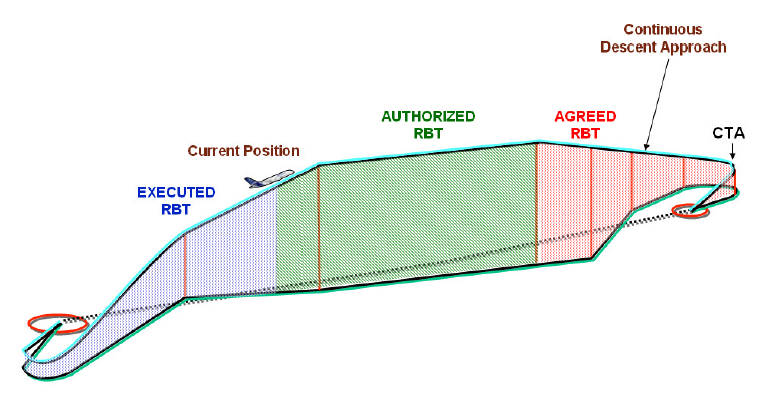 Continuous
Descent Approach
AUTHORIZED
RBT
AGREED
RBT
CTA
Current Position
EXECUTED
RBT